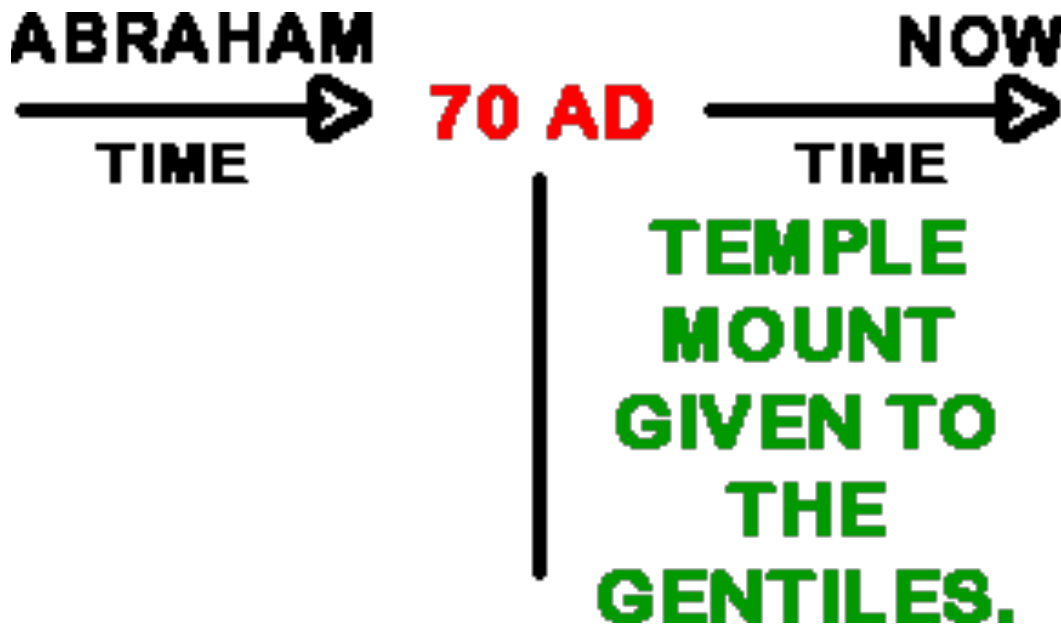 ABRAHAM
NOW
70 AD
TIME
TIME
TEMPLE
MOUNT
GIVEN TO
THE
GENTILES.